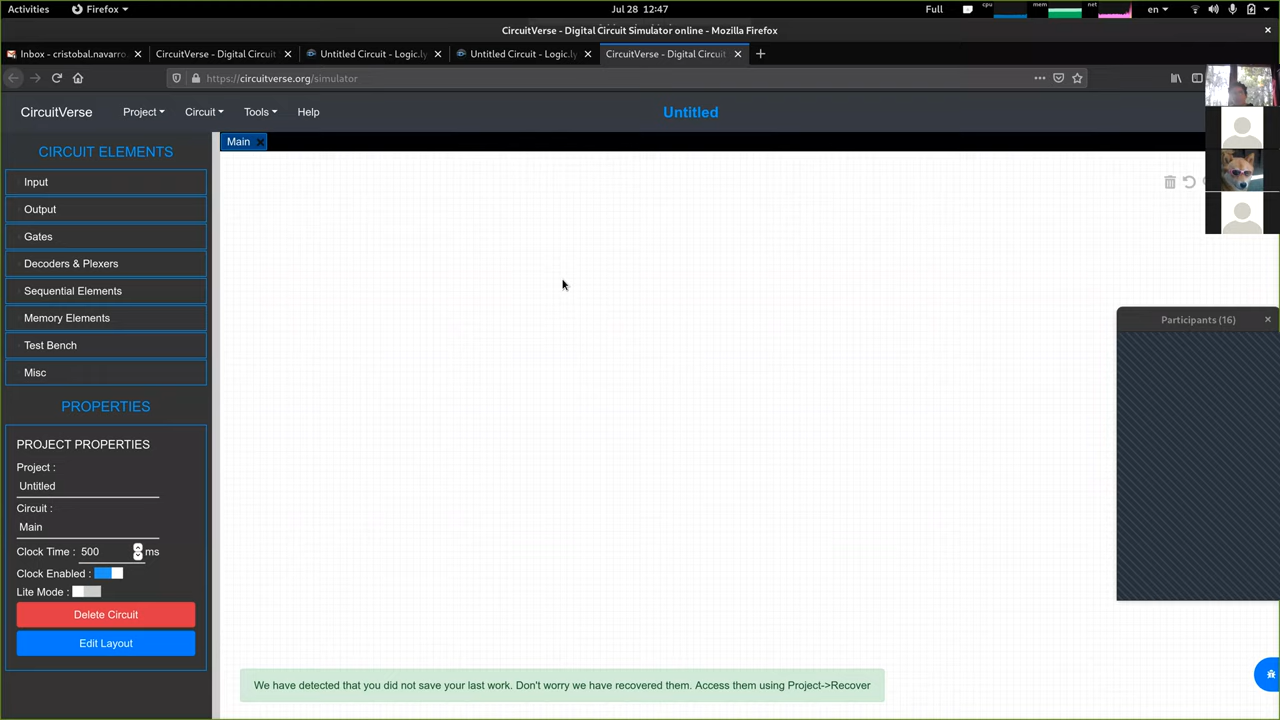 Activities
Firefox
Jul 28 12:47
Full
cpu
mem
net
en
CircuitVerse - Digital Circuit Simulator online - Mozilla Firefox
Inbox - cristobal.navarro
CircuitVerse - Digital Circuit
Untitled Circuit - Logic.ly
Untitled Circuit - Logic.ly
CircuitVerse - Digital Circuit
https://circuitverse.org/simulator
CircuitVerse
Project
Circuit
Tools
Help
Untitled
Main
CIRCUIT ELEMENTS
Input
Output
Gates
Decoders & Plexers
Sequential Elements
Memory Elements
Test Bench
Misc
PROPERTIES
PROJECT PROPERTIES
Project :
Untitled
Circuit :
Main
Clock Time : 500 ms
Clock Enabled :
Lite Mode :
Delete Circuit
Edit Layout
Participants (16)
We have detected that you did not save your last work. Don't worry we have recovered them. Access them using Project->Recover